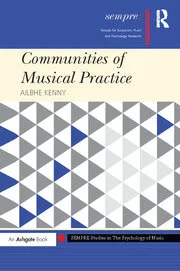 sempre
Society for Education, Music
and Psychology Research
R
Communities of
Musical Practice
AILBHE KENNY
An Ashgate Book
SEMPRE Studies in The Psychology of Music